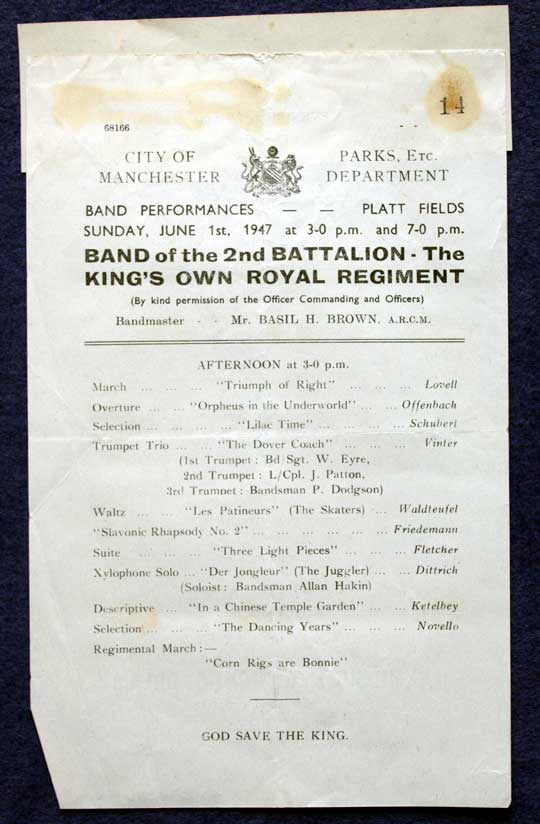 14
68166
CITY OF MANCHESTER
PARKS, ETC. DEPARTMENT
BAND PERFORMANCES — — PLATT FIELDS
SUNDAY, JUNE 1st, 1947 at 3-0 p.m. and 7-0 p.m.
BAND of the 2nd BATTALION - The
KING'S OWN ROYAL REGIMENT
(By kind permission of the Officer Commanding and Officers)
Bandmaster - - Mr. BASIL H. BROWN, A.R.C.M.
AFTERNOON at 3-0 p.m.
March ... ... ... "Triumph of Right" ... ... ... Lovell
Overture ... ... "Orpheus in the Underworld" ... ... Offenbach
Selection ... ... ... ... "Lilac Time" ... ... ... ... Schubert
Trumpet Trio ... ... "The Dover Coach" ... ... ... Vinter
(1st Trumpet : Bd/Sgt. W. Eyre,
2nd Trumpet : L/Cpl. J. Patton,
3rd Trumpet : Bandsman P. Dodgson)
Waltz ... ... "Les Patineurs" (The Skaters) ... Waldteufel
"Slavonic Rhapsody No. 2" ... ... ... ... ... Friedemann
Suite ... ... ... "Three Light Pieces" ... ... Fletcher
Xylophone Solo ... "Der Jongleur" (The Juggler) ... ... Dittrich
(Soloist : Bandsman Allan Hakin)
Descriptive ... "In a Chinese Temple Garden" ... ... Ketelbey
Selection ... ... ... "The Dancing Years" ... ... ... Novello
Regimental March :—
"Corn Rigs are Bonnie"
GOD SAVE THE KING.